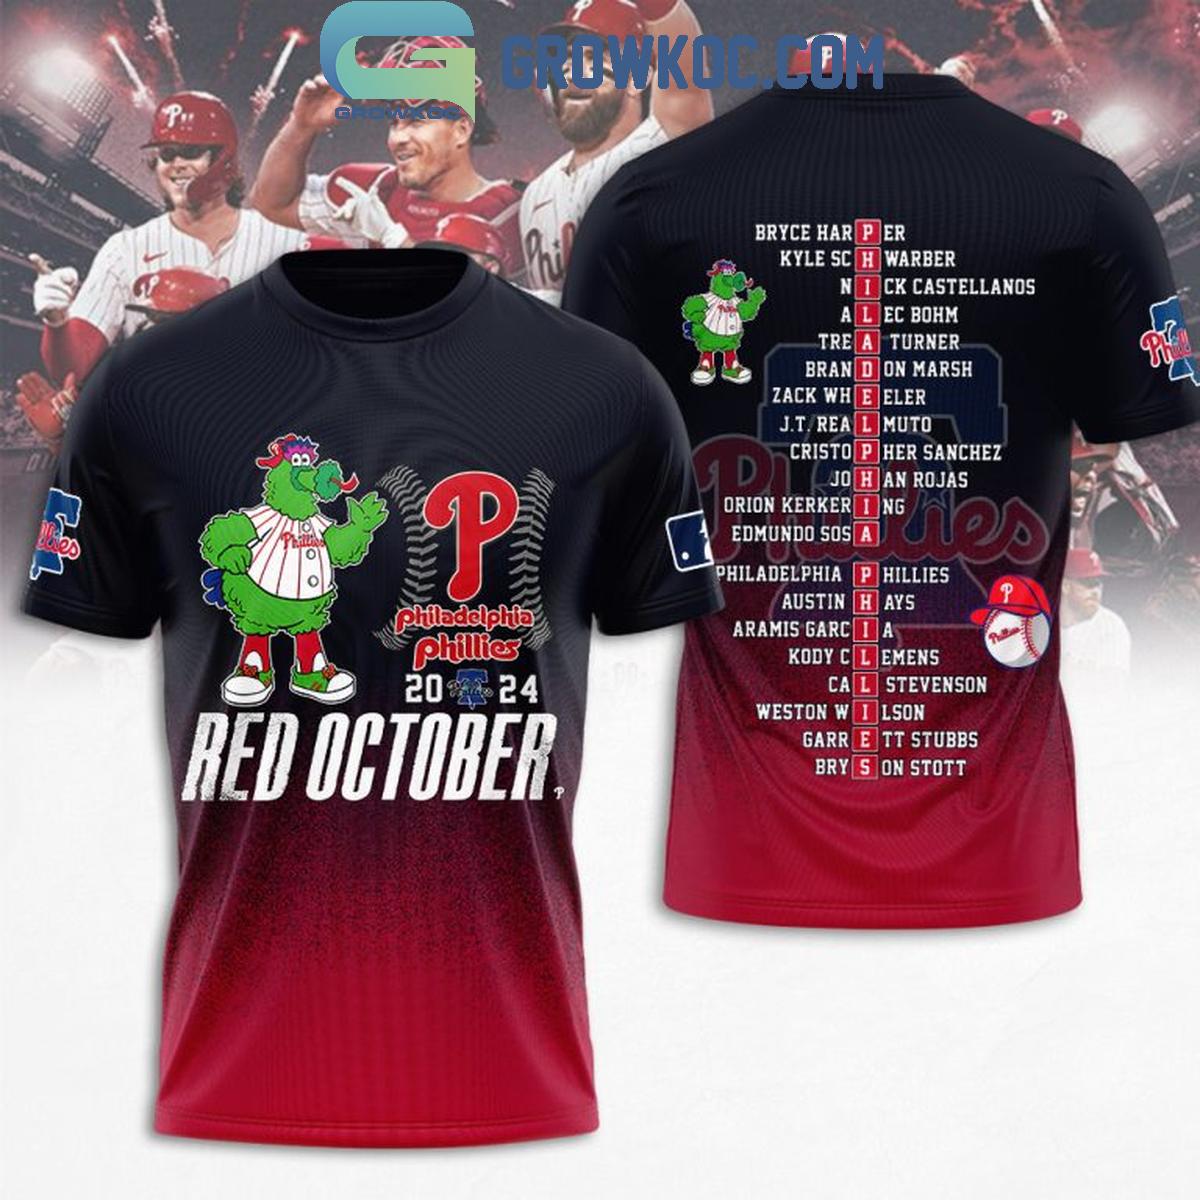 GROWKOC.COM
GROWKOC
P
P
Phillies
P
philadelphia
phillies
20 24
RED OCTOBER
P
BRYCE HARPER
KYLE SCHWARBER
NICK CASTELLANOS
ALEC BOHM
TREA TURNER
BRANDON MARSH
ZACK WHEELER
J.T. REALMUTO
CRISTOPHER SANCHEZ
JOHAN ROJAS
ORION KERKERING
EDMUNDO SOSA
PHILADELPHIA PHILLIES
AUSTIN HAYS
ARAMIS GARCIA
KODY CLEMENS
CAL STEVENSON
WESTON WILSON
GARRETT STUBBS
BRYSON STOTT
Phillies
Phillies
P
Phillies